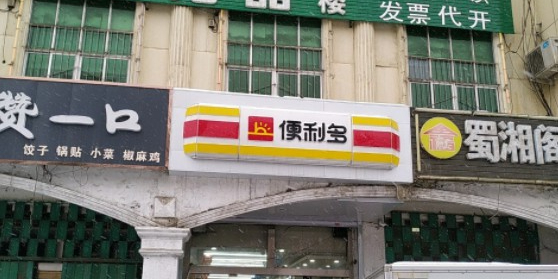 楼
发票代开
赞一口
饺子 锅贴 小菜 椒麻鸡
便利多
蜀湘阁